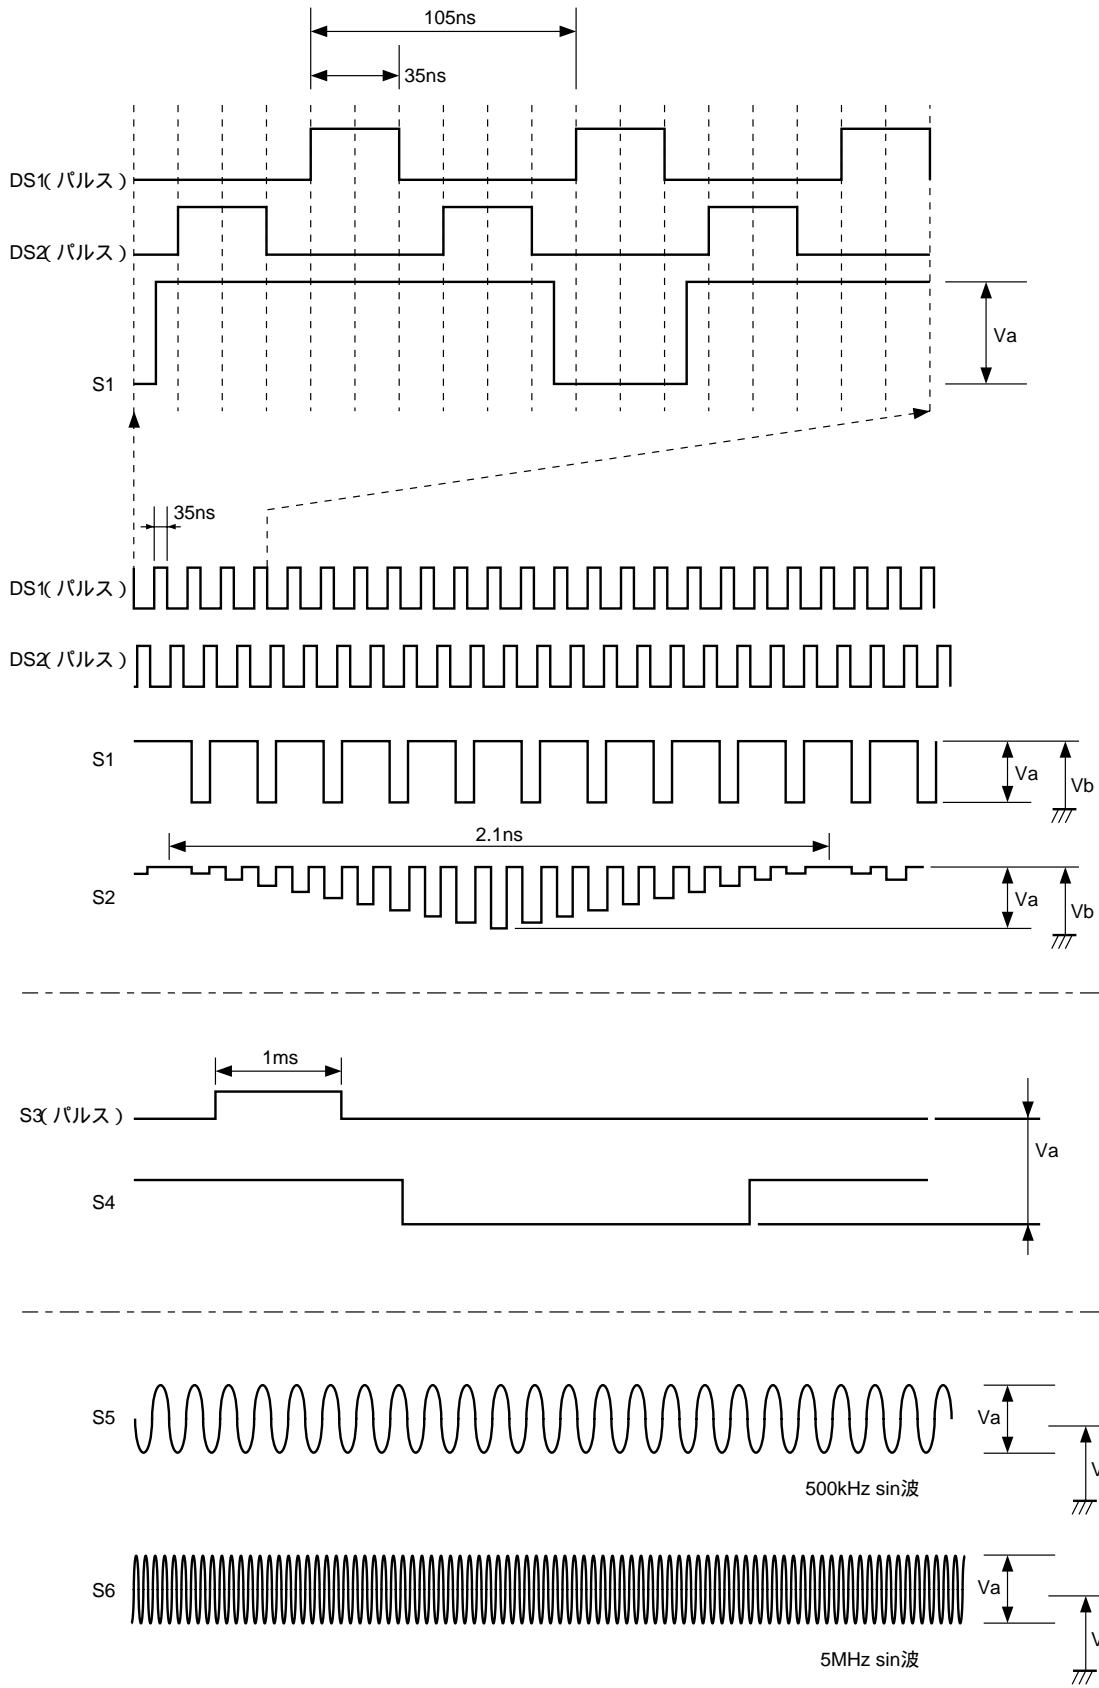 105ns
35ns
DS1(パルス)
DS2(パルス)
Va
S1
35ns
DS1(パルス)
DS2(パルス)
S1
Va
Vb
2.1ns
S2
Va
Vb
1ms
S3(パルス)
Va
S4
S5
Va
V
500kHz sin波
S6
Va
V
5MHz sin波